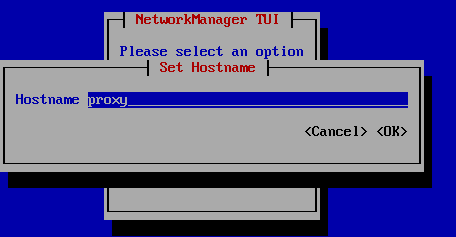 NetworkManager TUI
Please select an option
Set Hostname
Hostname proxy
<Cancel> <OK>